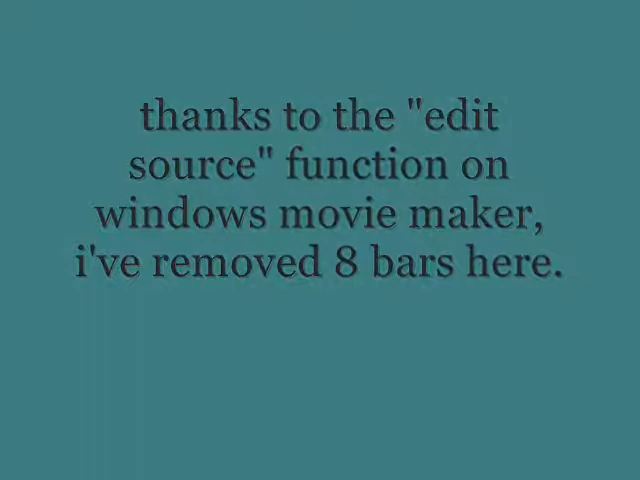 thanks to the "edit
source" function on
windows movie maker,
i've removed 8 bars here.